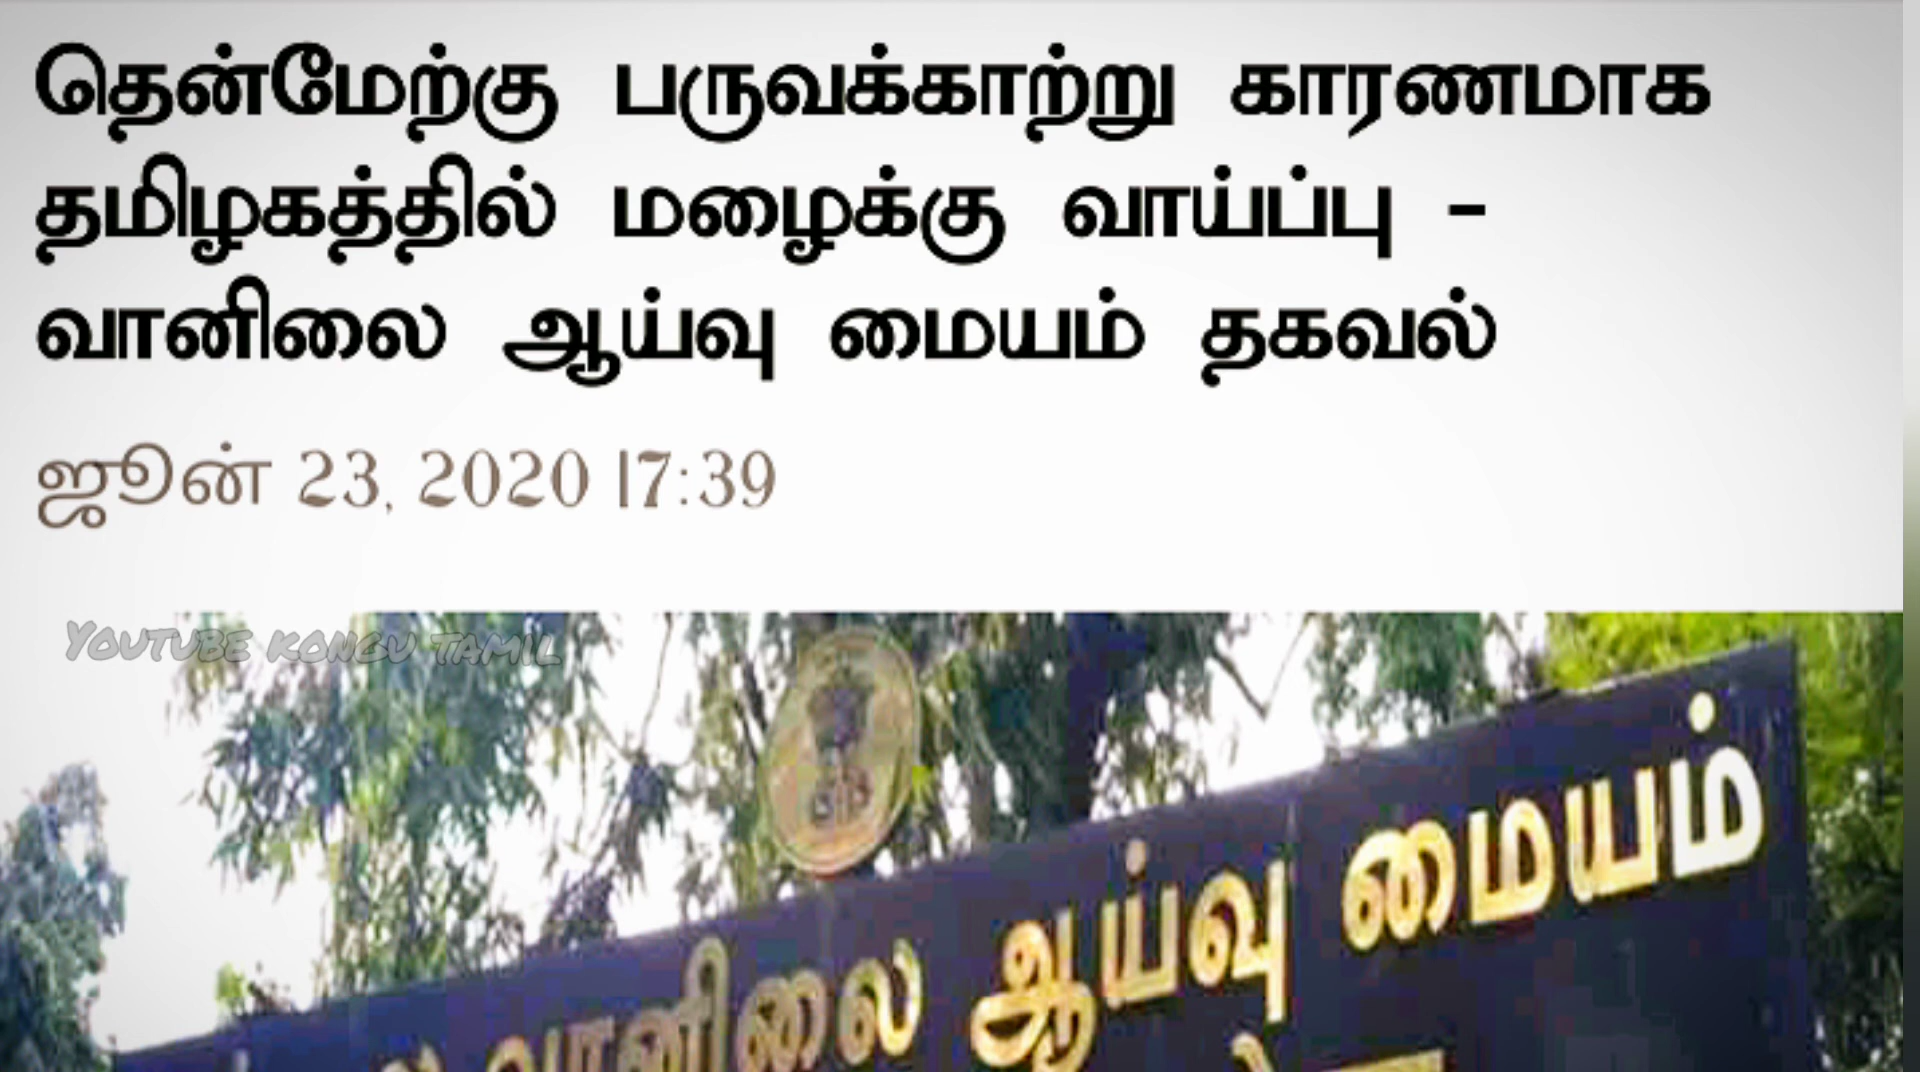 தென்மேற்கு பருவக்காற்று காரணமாக
தமிழகத்தில் மழைக்கு வாய்ப்பு -
வானிலை ஆய்வு மையம் தகவல்
ஜூன் 23, 2020 17:39
YOUTUBE KONGU TAMIL
வானிலை ஆய்வு மையம்